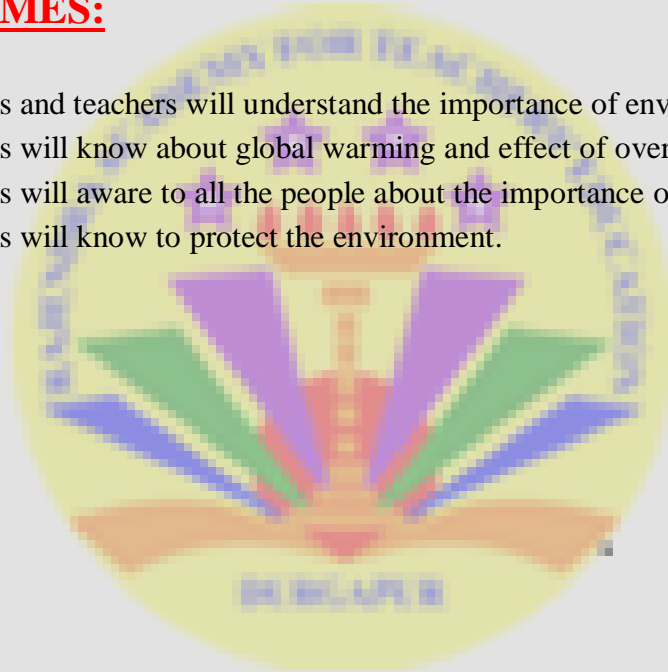 MES:
s and teachers will understand the importance of env
s will know about global warming and effect of over
s will aware to all the people about the importance o
s will know to protect the environment.
DURGAPUR